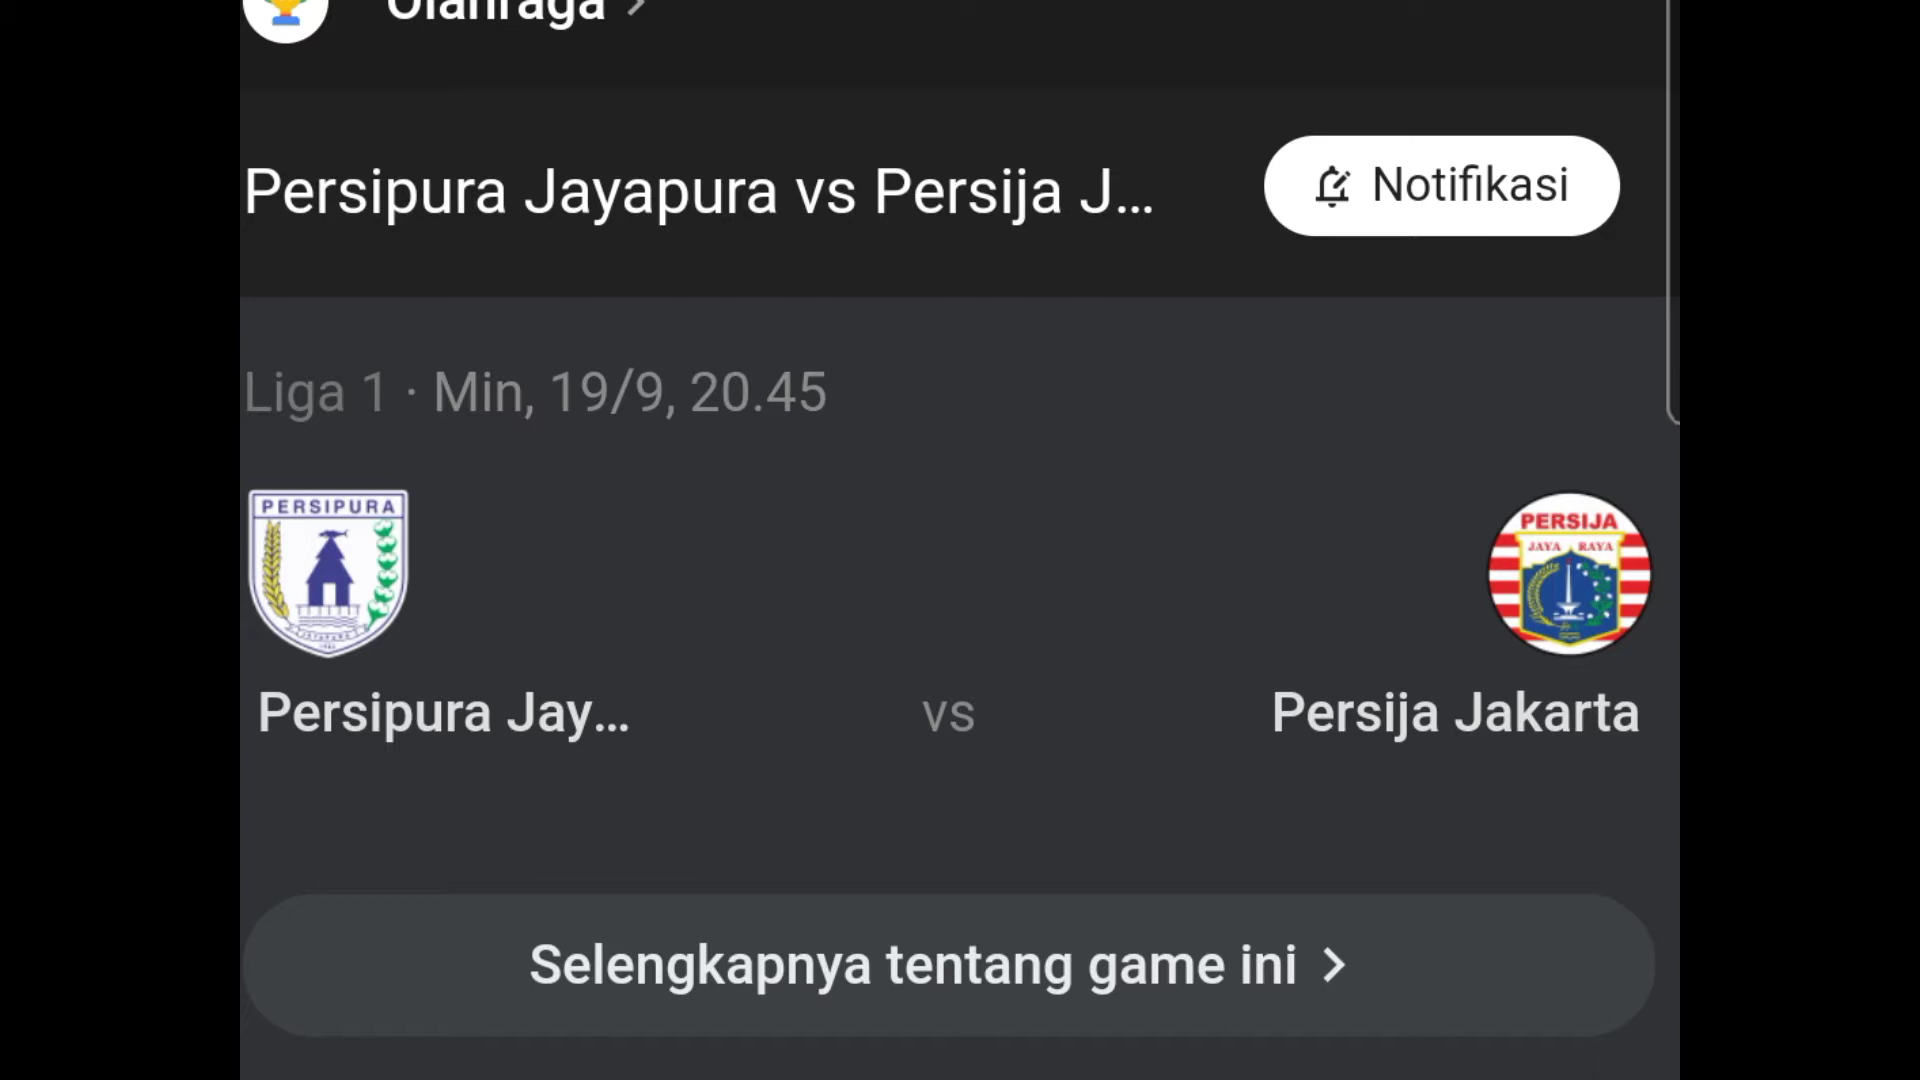 Olahraga
Persipura Jayapura vs Persija J...
Notifikasi
Liga 1 · Min, 19/9, 20.45
PERSIPURA
PERSIJA
JAYA RAYA
Persipura Jay...
vs
Persija Jakarta
Selengkapnya tentang game ini